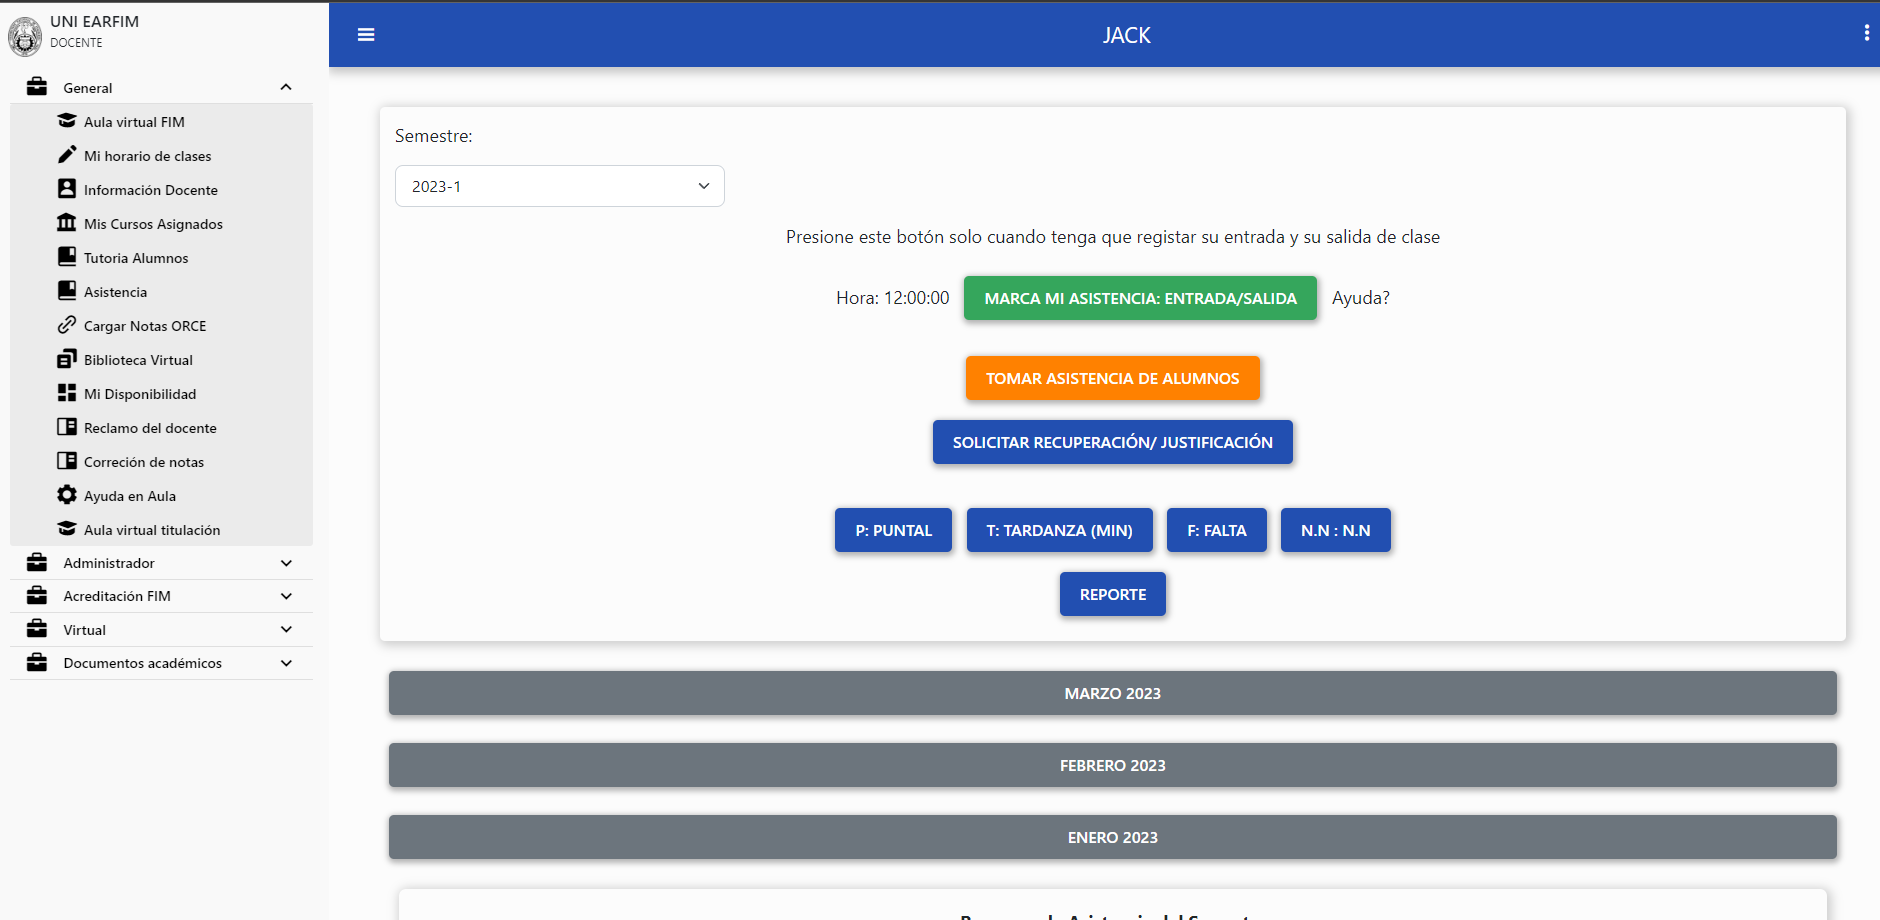 UNI EARFIM
DOCENTE
General
Aula virtual FIM
Mi horario de clases
Información Docente
Mis Cursos Asignados
Tutoria Alumnos
Asistencia
Cargar Notas ORCE
Biblioteca Virtual
Mi Disponibilidad
Reclamo del docente
Correción de notas
Ayuda en Aula
Aula virtual titulación
Administrador
Acreditación FIM
Virtual
Documentos académicos
JACK
Semestre:
2023-1
Presione este botón solo cuando tenga que registar su entrada y su salida de clase
Hora: 12:00:00 MARCA MI ASISTENCIA: ENTRADA/SALIDA Ayuda?
TOMAR ASISTENCIA DE ALUMNOS
SOLICITAR RECUPERACIÓN/ JUSTIFICACIÓN
P: PUNTAL T: TARDANZA (MIN) F: FALTA N.N : N.N
REPORTE
MARZO 2023
FEBRERO 2023
ENERO 2023